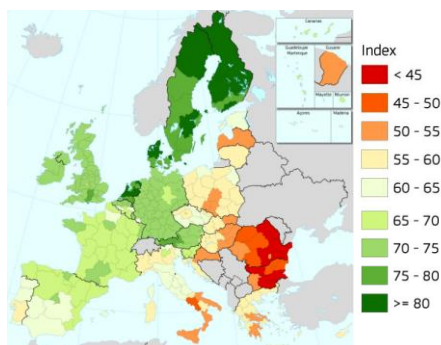 Canarias
Guadeloupe
Martinique
Guyane
Mayotte
Réunion
Açores
Madeira
Index
< 45
45 - 50
50 - 55
55 - 60
60 - 65
65 - 70
70 - 75
75 - 80
>= 80